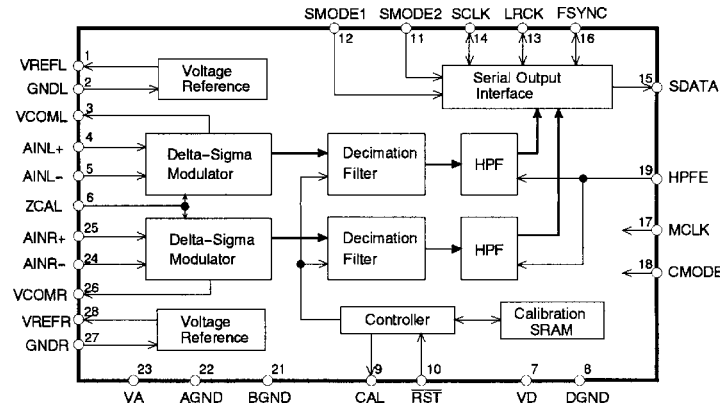 SMODE1 SMODE2 SCLK LRCK FSYNC
12 11 14 13 16
VREFL 1
GNDL 2
VCOML 3
AINL+ 4
AINL− 5
ZCAL 6
AINR+ 25
AINR− 24
VCOMR 26
VREFR 28
GNDR 27
Voltage
Reference
Serial Output
Interface
15 SDATA
Delta−Sigma
Modulator
Decimation
Filter
HPF
19 HPFE
Delta−Sigma
Modulator
Decimation
Filter
HPF
17 MCLK
18 CMODE
Voltage
Reference
Controller
Calibration
SRAM
23 22 21 9 10 7 8
VA AGND BGND CAL RST VD DGND